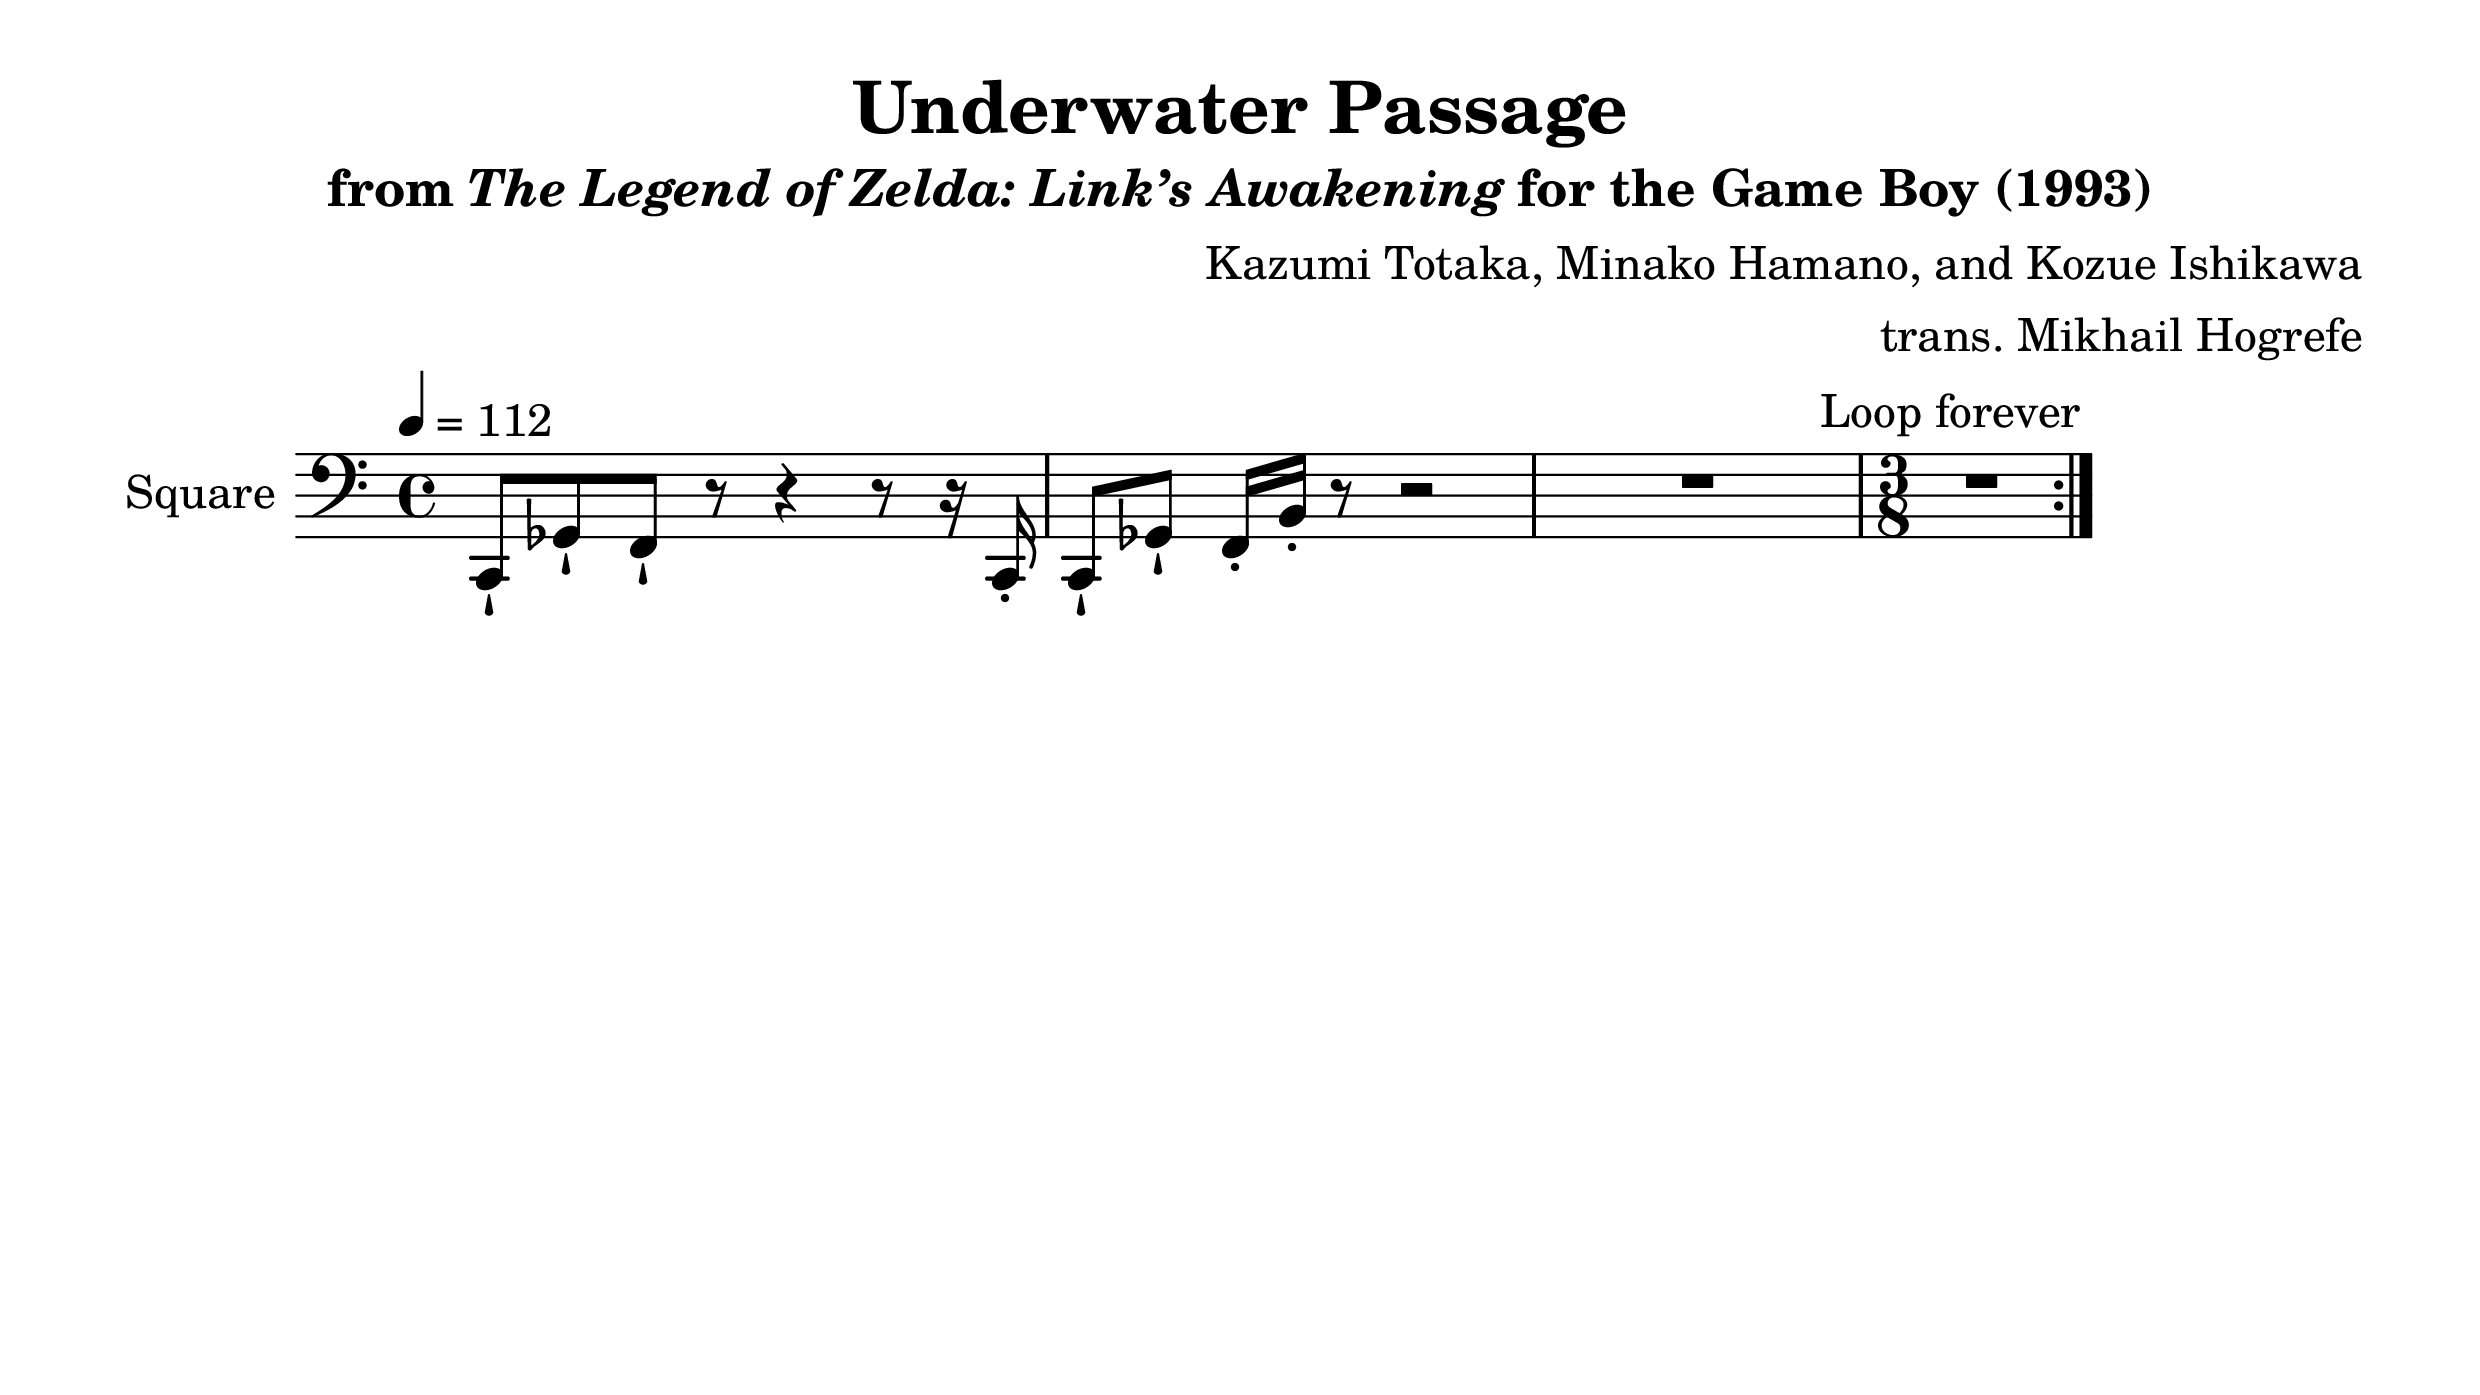 Underwater Passage
from The Legend of Zelda: Link’s Awakening for the Game Boy (1993)
Kazumi Totaka, Minako Hamano, and Kozue Ishikawa
trans. Mikhail Hogrefe
= 112
Loop forever
Square
3
8